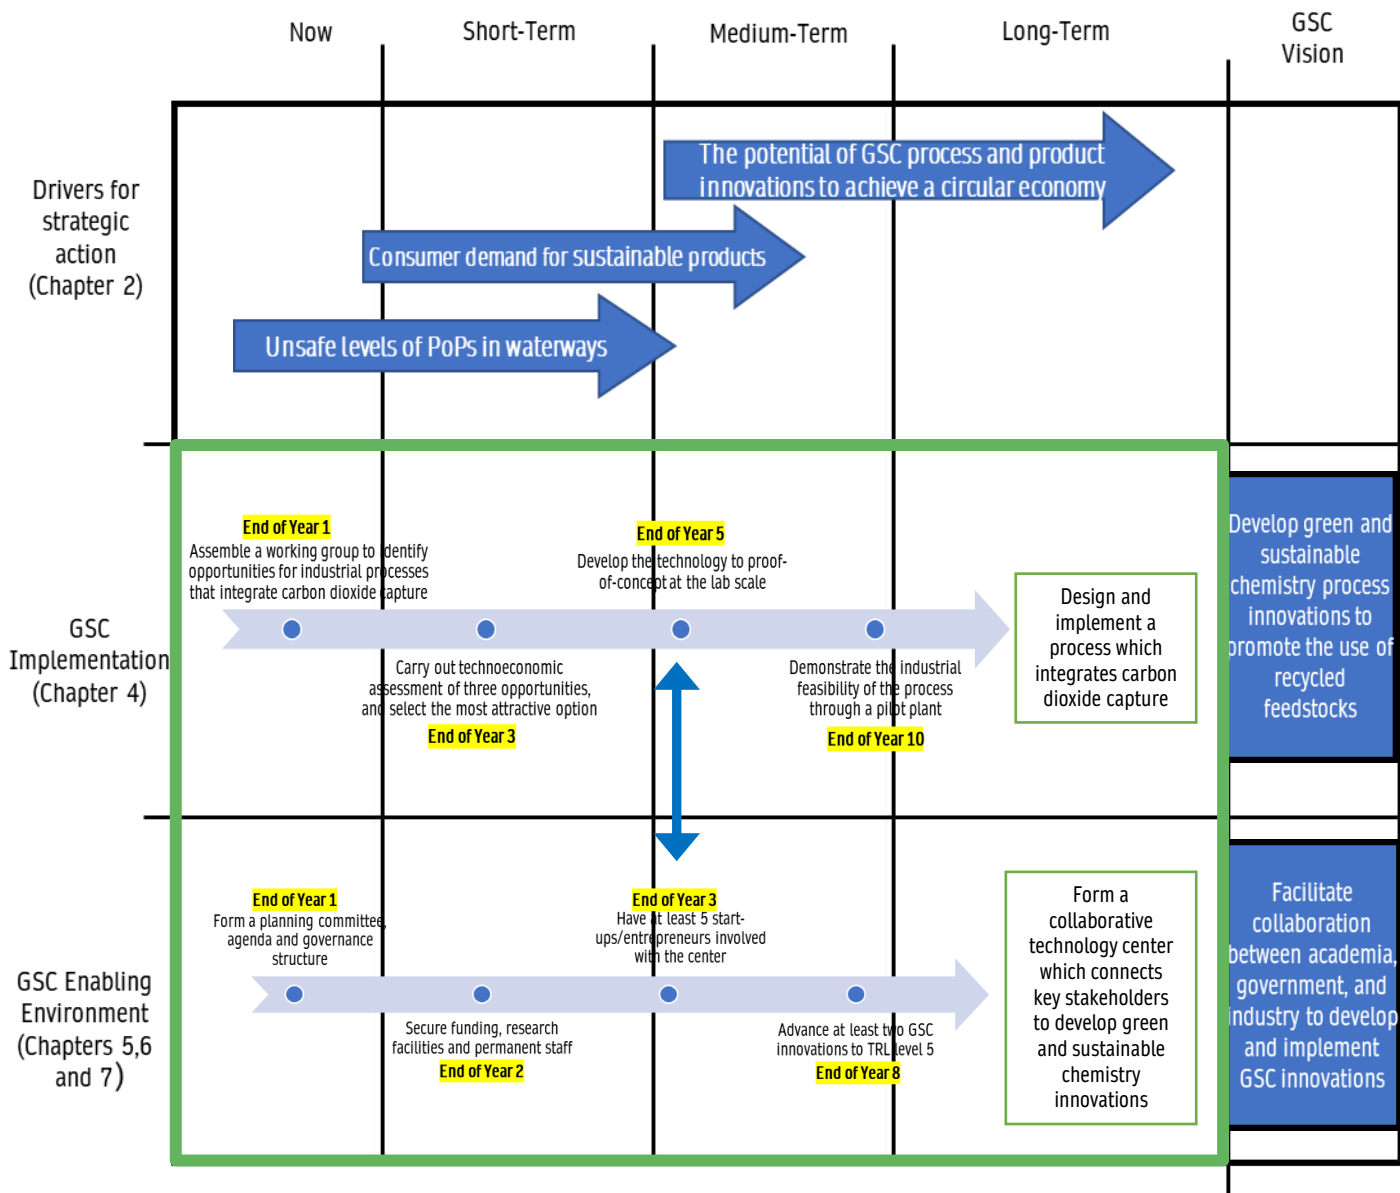 Now
Short-Term
Medium-Term
Long-Term
GSC
Vision
Drivers for
strategic
action
(Chapter 2)
The potential of GSC process and product
innovations to achieve a circular economy
Consumer demand for sustainable products
Unsafe levels of PoPs in waterways
GSC
Implementation
(Chapter 4)
End of Year 1
Assemble a working group to identify
opportunities for industrial processes
that integrate carbon dioxide capture
Carry out technoeconomic
assessment of three opportunities,
and select the most attractive option
End of Year 3
End of Year 5
Develop the technology to proof-
of-concept at the lab scale
Demonstrate the industrial
feasibility of the process
through a pilot plant
End of Year 10
Design and
implement a
process which
integrates carbon
dioxide capture
Develop green and
sustainable
chemistry process
innovations to
promote the use of
recycled
feedstocks
GSC Enabling
Environment
(Chapters 5,6
and 7)
End of Year 1
Form a planning committee,
agenda and governance
structure
Secure funding, research
facilities and permanent staff
End of Year 2
End of Year 3
Have at least 5 start-
ups/entrepreneurs involved
with the center
Advance at least two GSC
innovations to TRL level 5
End of Year 8
Form a
collaborative
technology center
which connects
key stakeholders
to develop green
and sustainable
chemistry
innovations
Facilitate
collaboration
between academia,
government, and
industry to develop
and implement
GSC innovations